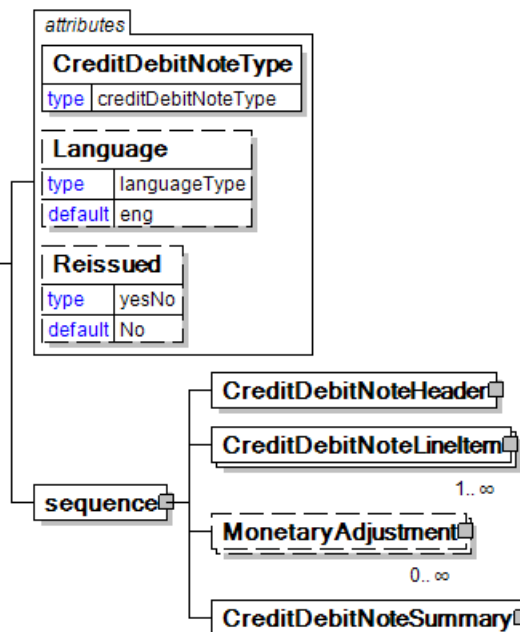 attributes
CreditDebitNoteType
type creditDebitNoteType
Language
type languageType
default eng
Reissued
type yesNo
default No
CreditDebitNoteHeader
CreditDebitNoteLineItem
1.. ∞
sequence
MonetaryAdjustment
0.. ∞
CreditDebitNoteSummary